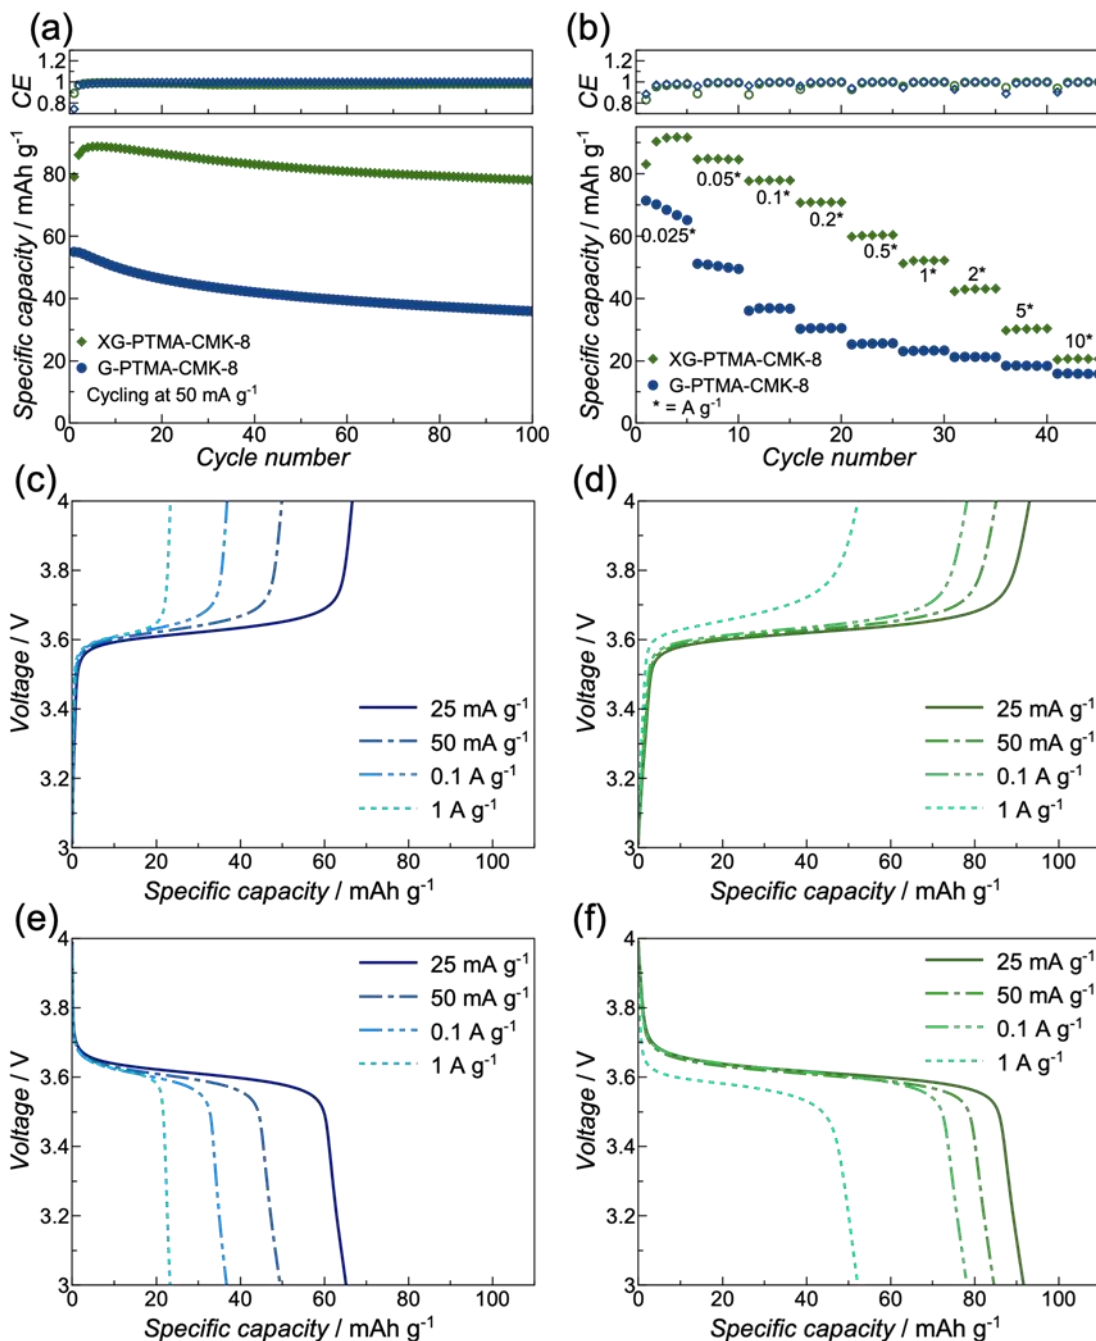 (a)
1.2
1
0.8
CE
80
60
40
20
0
Specific capacity / mAh g-1
XG-PTMA-CMK-8
G-PTMA-CMK-8
Cycling at 50 mA g-1
0 20 40 60 80 100
Cycle number
(b)
1.2
1
0.8
CE
80
60
40
20
0
Specific capacity / mAh g-1
0.025*
0.05*
0.1*
0.2*
0.5*
1*
2*
5*
10*
XG-PTMA-CMK-8
G-PTMA-CMK-8
* = A g-1
0 10 20 30 40
Cycle number
(c)
4
3.8
3.6
3.4
3.2
3
Voltage / V
25 mA g-1
50 mA g-1
0.1 A g-1
1 A g-1
0 20 40 60 80 100
Specific capacity / mAh g-1
(d)
4
3.8
3.6
3.4
3.2
3
Voltage / V
25 mA g-1
50 mA g-1
0.1 A g-1
1 A g-1
0 20 40 60 80 100
Specific capacity / mAh g-1
(e)
4
3.8
3.6
3.4
3.2
3
Voltage / V
25 mA g-1
50 mA g-1
0.1 A g-1
1 A g-1
0 20 40 60 80 100
Specific capacity / mAh g-1
(f)
4
3.8
3.6
3.4
3.2
3
Voltage / V
25 mA g-1
50 mA g-1
0.1 A g-1
1 A g-1
0 20 40 60 80 100
Specific capacity / mAh g-1